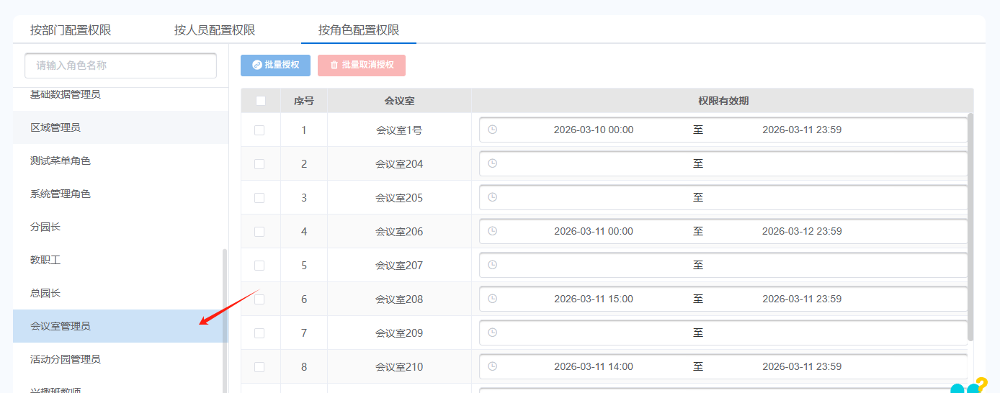 按部门配置权限 按人员配置权限 按角色配置权限
请输入角色名称
基础数据管理员
区域管理员
测试菜单角色
系统管理角色
分园长
教职工
总园长
会议室管理员
活动分园管理员
兴趣班教师
批量授权 批量取消授权
序号 会议室 权限有效期
1 会议室1号 2026-03-10 00:00 至 2026-03-11 23:59
2 会议室204 至
3 会议室205 至
4 会议室206 2026-03-11 00:00 至 2026-03-12 23:59
5 会议室207 至
6 会议室208 2026-03-11 15:00 至 2026-03-11 23:59
7 会议室209 至
8 会议室210 2026-03-11 14:00 至 2026-03-11 23:59
?